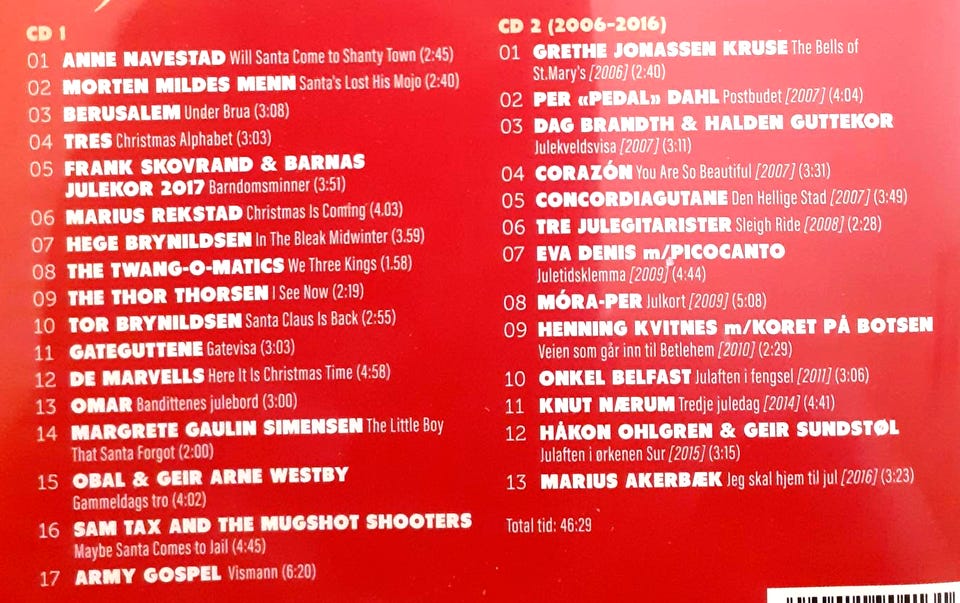 CD 1
01 ANNE NAVESTAD Will Santa Come to Shanty Town (2:45)
02 MORTEN MILDES MENN Santa's Lost His Mojo (2:40)
03 BERUSALEM Under Brua (3:08)
04 TRES Christmas Alphabet (3:03)
05 FRANK SKOVRAND & BARNAS
JULEKOR 2017 Barndomsminner (3:51)
06 MARIUS REKSTAD Christmas Is Coming (4.03)
07 HEGE BRYNILDSEN In The Bleak Midwinter (3.59)
08 THE TWANG-O-MATICS We Three Kings (1.58)
09 THE THOR THORSEN I See Now (2:19)
10 TOR BRYNILDSEN Santa Claus Is Back (2:55)
11 GATEGUTTENE Gatevisa (3:03)
12 DE MARVELLS Here It Is Christmas Time (4:58)
13 OMAR Bandittenes julebord (3:00)
14 MARGRETE GAULIN SIMENSEN The Little Boy
That Santa Forgot (2:00)
15 OBAL & GEIR ARNE WESTBY
Gammeldags tro (4:02)
16 SAM TAX AND THE MUGSHOT SHOOTERS
Maybe Santa Comes to Jail (4:45)
17 ARMY GOSPEL Vismann (6:20)
CD 2 (2006-2016)
01 GRETHE JONASSEN KRUSE The Bells of
St.Mary's [2006] (2:40)
02 PER «PEDAL» DAHL Postbudet [2007] (4:04)
03 DAG BRANDTH & HALDEN GUTTEKOR
Julekveldsvisa [2007] (3:11)
04 CORAZÓN You Are So Beautiful [2007] (3:31)
05 CONCORDIAGUTANE Den Hellige Stad [2007] (3:49)
06 TRE JULEGITARISTER Sleigh Ride [2008] (2:28)
07 EVA DENIS m/PICOCANTO
Juletidsklemma [2009] (4:44)
08 MÓRA-PER Julkort [2009] (5:08)
09 HENNING KVITNES m/KORET PÅ BOTSEN
Veien som går inn til Betlehem [2010] (2:29)
10 ONKEL BELFAST Julaften i fengsel [2011] (3:06)
11 KNUT NÆRUM Tredje juledag [2014] (4:41)
12 HÅKON OHLGREN & GEIR SUNDSTØL
Julaften i ørkenen Sur [2015] (3:15)
13 MARIUS AKERBÆK Jeg skal hjem til jul [2016] (3:23)
Total tid: 46:29